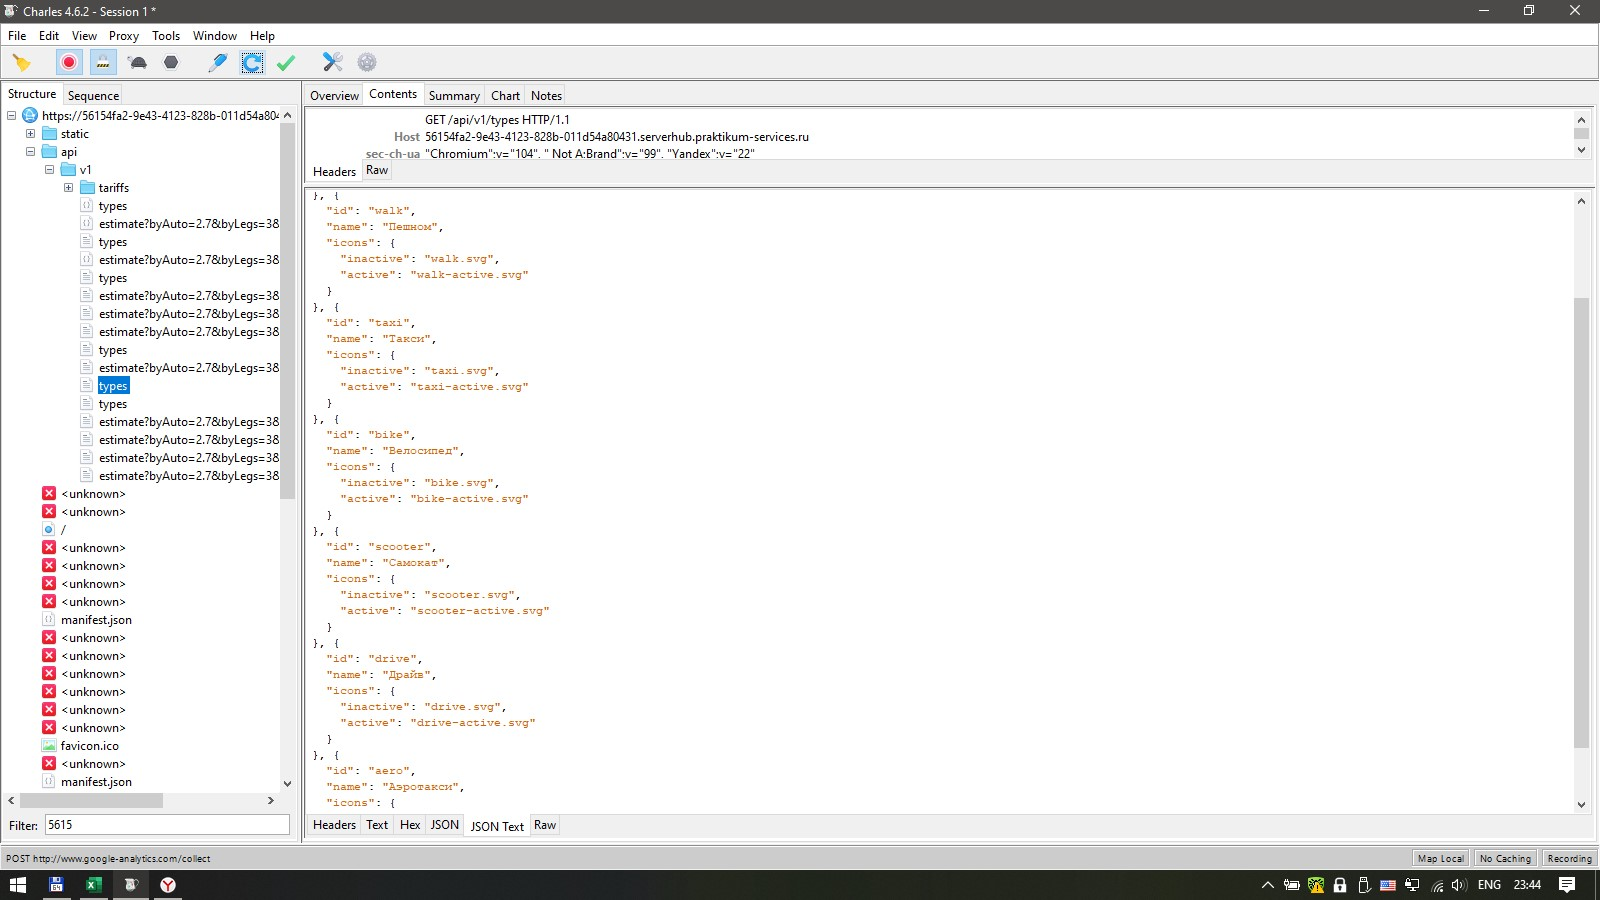 Charles 4.6.2 - Session 1 *
File Edit View Proxy Tools Window Help
Structure Sequence
https://56154fa2-9e43-4123-828b-011d54a804
static
api
v1
tariffs
types
estimate?byAuto=2.7&byLegs=38
types
estimate?byAuto=2.7&byLegs=38
types
estimate?byAuto=2.7&byLegs=38
estimate?byAuto=2.7&byLegs=38
estimate?byAuto=2.7&byLegs=38
types
estimate?byAuto=2.7&byLegs=38
types
types
estimate?byAuto=2.7&byLegs=38
estimate?byAuto=2.7&byLegs=38
estimate?byAuto=2.7&byLegs=38
estimate?byAuto=2.7&byLegs=38
<unknown>
<unknown>
/
<unknown>
<unknown>
<unknown>
<unknown>
manifest.json
<unknown>
<unknown>
<unknown>
<unknown>
<unknown>
<unknown>
favicon.ico
<unknown>
manifest.json
Filter: 5615
Overview Contents Summary Chart Notes
GET /api/v1/types HTTP/1.1
Host 56154fa2-9e43-4123-828b-011d54a80431.serverhub.praktikum-services.ru
sec-ch-ua "Chromium";v="104", " Not A;Brand";v="99", "Yandex";v="22"
Headers Raw
}, {
"id": "walk",
"name": "Пешком",
"icons": {
"inactive": "walk.svg",
"active": "walk-active.svg"
}
}, {
"id": "taxi",
"name": "Такси",
"icons": {
"inactive": "taxi.svg",
"active": "taxi-active.svg"
}
}, {
"id": "bike",
"name": "Велосипед",
"icons": {
"inactive": "bike.svg",
"active": "bike-active.svg"
}
}, {
"id": "scooter",
"name": "Самокат",
"icons": {
"inactive": "scooter.svg",
"active": "scooter-active.svg"
}
}, {
"id": "drive",
"name": "Драйв",
"icons": {
"inactive": "drive.svg",
"active": "drive-active.svg"
}
}, {
"id": "aero",
"name": "Аэротакси",
"icons": {
Headers Text Hex JSON JSON Text Raw
POST http://www.google-analytics.com/collect
Map Local No Caching Recording
64
ENG 23:44